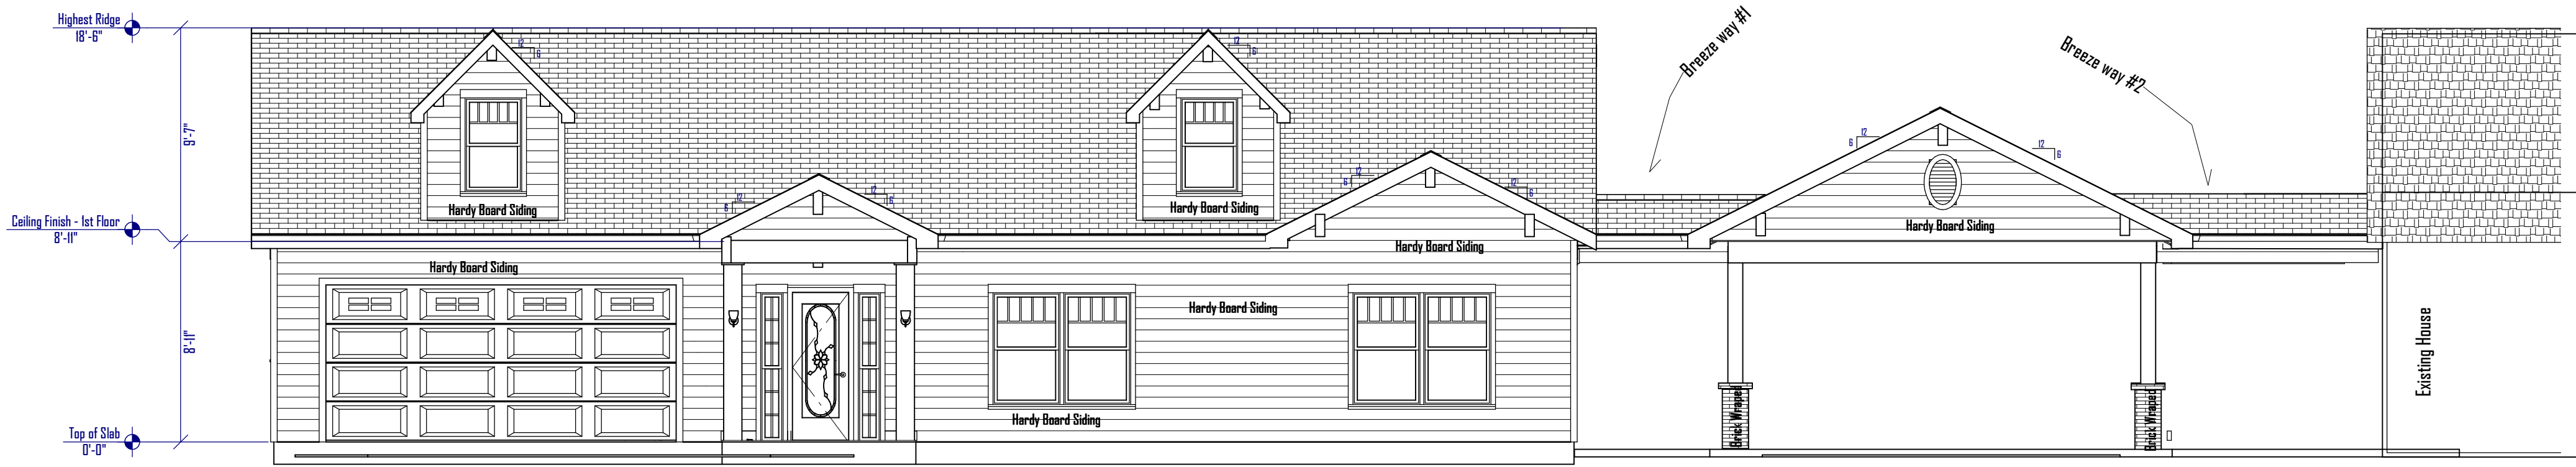 Highest Ridge
18'-6"
9'-7"
Ceiling Finish - 1st Floor
8'-11"
8'-11"
Top of Slab
0'-0"
12
6
Hardy Board Siding
12
6
Hardy Board Siding
12
6
12
6
12
6
12
6
Hardy Board Siding
Hardy Board Siding
Hardy Board Siding
Hardy Board Siding
Breeze way #1
Breeze way #2
12
6
12
6
Hardy Board Siding
Brick Wraped
Brick Wraped
Existing House